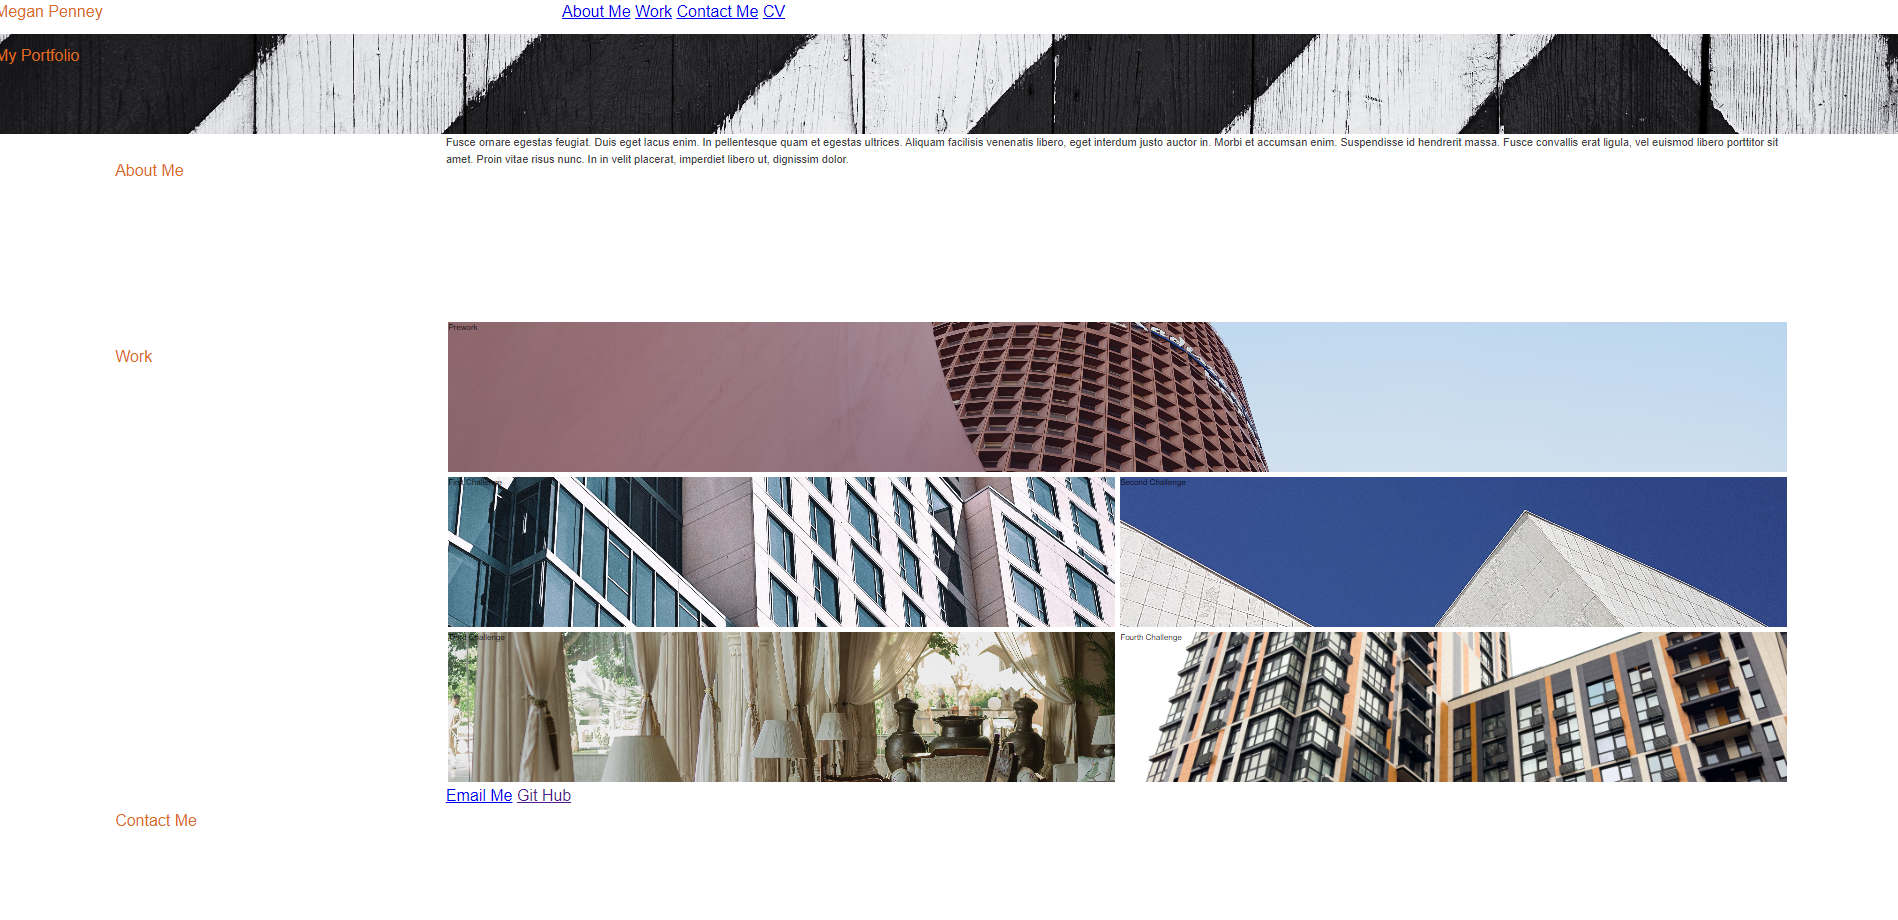 Megan Penney
About Me Work Contact Me CV
My Portfolio
About Me
Fusce ornare egestas feugiat. Duis eget lacus enim. In pellentesque quam et egestas ultrices. Aliquam facilisis venenatis libero, eget interdum justo auctor in. Morbi et accumsan enim. Suspendisse id hendrerit massa. Fusce convallis erat ligula, vel euismod libero porttitor sit
amet. Proin vitae risus nunc. In in velit placerat, imperdiet libero ut, dignissim dolor.
Work
Prework
First Challenge
Second Challenge
Third Challenge
Fourth Challenge
Contact Me
Email Me Git Hub